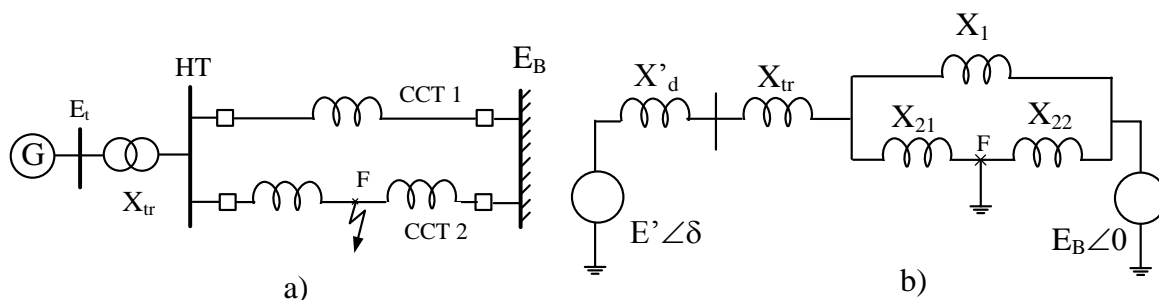 HT
CCT 1
E_B
E_t
G
X_tr
F
CCT 2
a)
X'_d
X_tr
X_1
X_21
F
X_22
E'∠δ
E_B∠0
b)